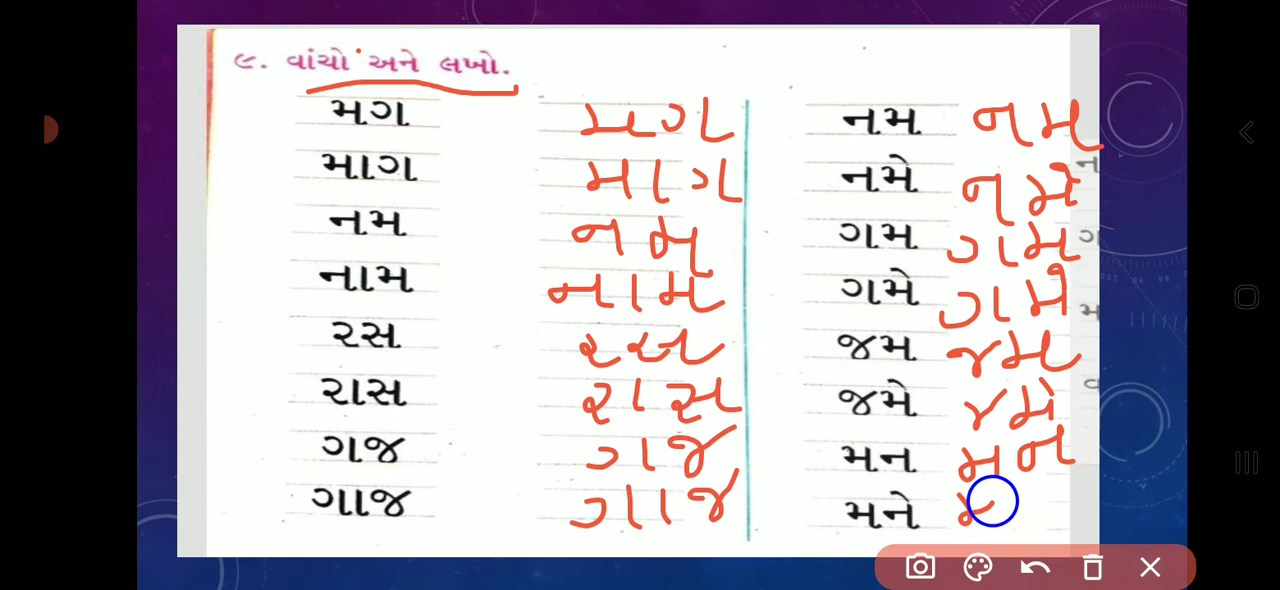 ૯. વાંચો અને લખો.
મગ મગ
માગ માગ
નમ નમ
નામ નામ
રસ રસ
રાસ રાસ
ગજ ગજ
ગાજ ગાજ
નમ નમ
નમે નમે
ગમ ગમ
ગમે ગમે
જમ જમ
જમે જમે
મન મન
મને